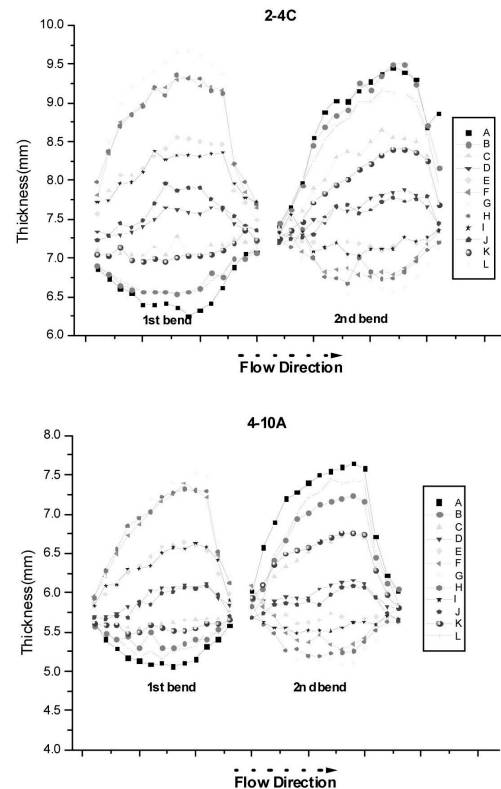 2-4C
10.0
9.5
9.0
8.5
8.0
7.5
7.0
6.5
6.0
Thickness(mm)
1st bend
2nd bend
A
B
C
D
E
F
G
H
I
J
K
L
Flow Direction
4-10A
8.0
7.5
7.0
6.5
6.0
5.5
5.0
4.5
4.0
Thickness(mm)
1st bend
2nd bend
A
B
C
D
E
F
G
H
I
J
K
L
Flow Direction